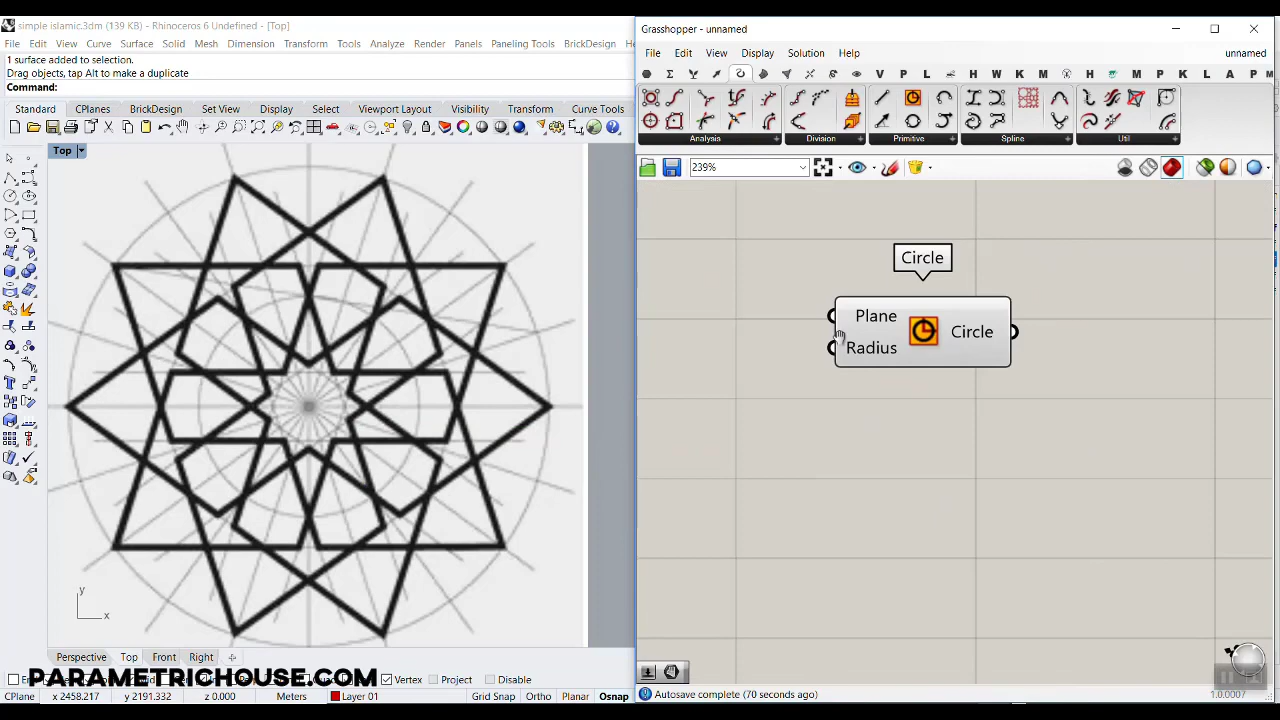 simple islamic.3dm (139 KB) - Rhinoceros 6 Undefined - [Top]
File Edit View Curve Surface Solid Mesh Dimension Transform Tools Analyze Render Panels Paneling Tools BrickDesign
1 surface added to selection.
Drag objects, tap Alt to make a duplicate
Command:
Standard CPlanes BrickDesign SetView Display Select Viewport Layout Visibility Transform Curve Tools
Top
y
x
Perspective Top Front Right
PARAMETRICHOUSE.COM
Vertex Project Disable
CPlane x 2458.217 y 2191.332 z 0.000 Meters Layer 01 Grid Snap Ortho Planar Osnap
Grasshopper - unnamed
File Edit View Display Solution Help unnamed
V P L H W K M M P K L A P M
Analysis Division Primitive Spline Util
239%
Circle
Plane
Radius
Circle
Autosave complete (70 seconds ago)
1.0.0007